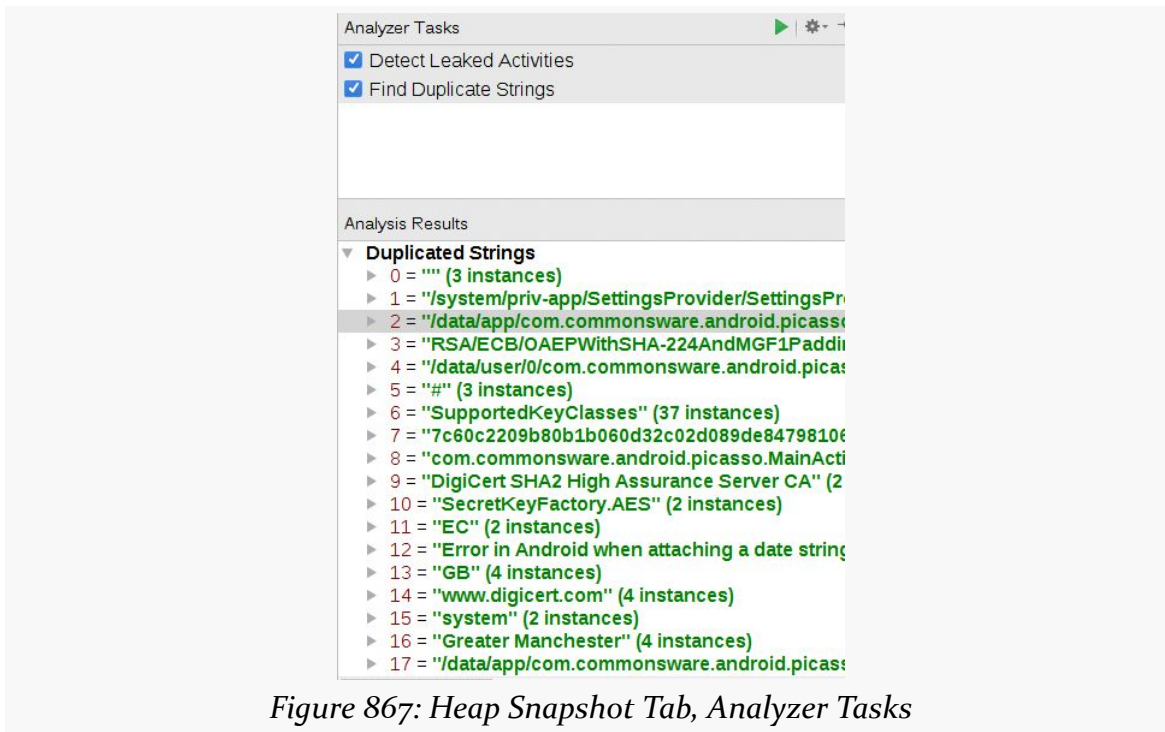 Analyzer Tasks
Detect Leaked Activities
Find Duplicate Strings
Analysis Results
Duplicated Strings
0 = "" (3 instances)
1 = "/system/priv-app/SettingsProvider/SettingsPr
2 = "/data/app/com.commonsware.android.picasso
3 = "RSA/ECB/OAEPWithSHA-224AndMGF1Paddi
4 = "/data/user/0/com.commonsware.android.picas
5 = "#" (3 instances)
6 = "SupportedKeyClasses" (37 instances)
7 = "7c60c2209b80b1b060d32c02d089de84798106
8 = "com.commonsware.android.picasso.MainActi
9 = "DigiCert SHA2 High Assurance Server CA" (2
10 = "SecretKeyFactory.AES" (2 instances)
11 = "EC" (2 instances)
12 = "Error in Android when attaching a date string
13 = "GB" (4 instances)
14 = "www.digicert.com" (4 instances)
15 = "system" (2 instances)
16 = "Greater Manchester" (4 instances)
17 = "/data/app/com.commonsware.android.picass
Figure 867: Heap Snapshot Tab, Analyzer Tasks